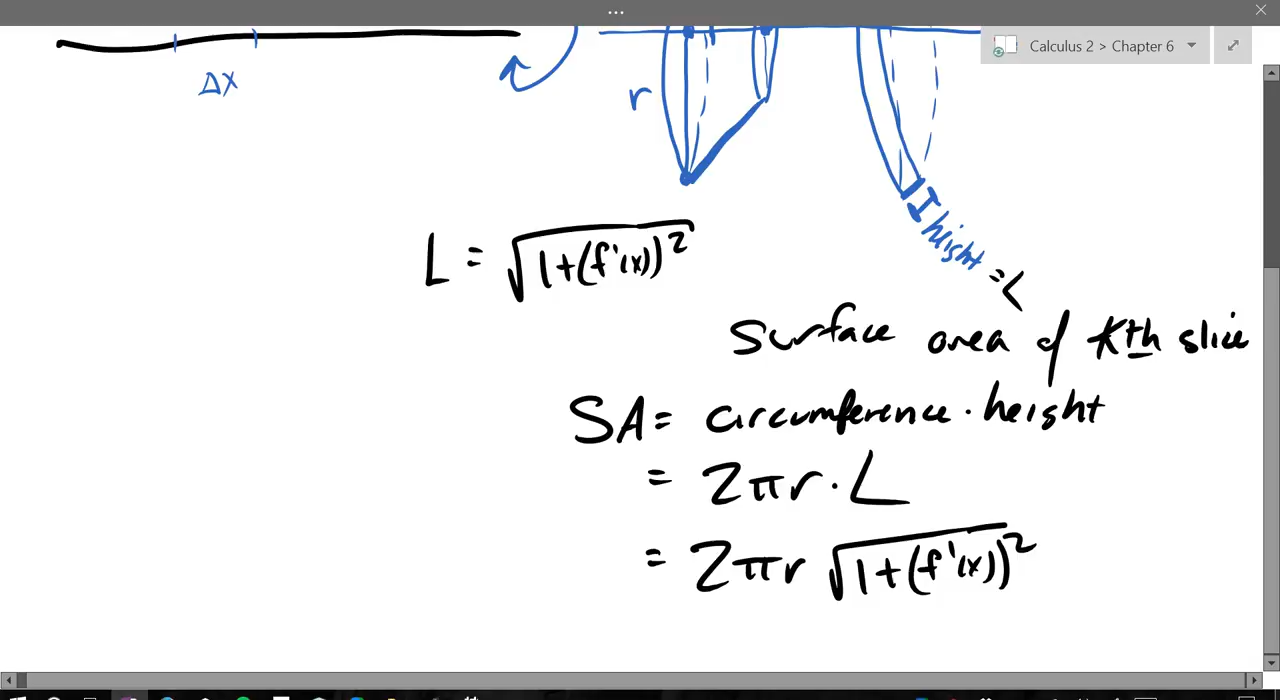 ...
Calculus 2 > Chapter 6
Δx
r
I height = L
L = √1+(f'(x))²
Surface area of Kth slice
SA = circumference · height
= 2πr · L
= 2πr √1+(f'(x))²